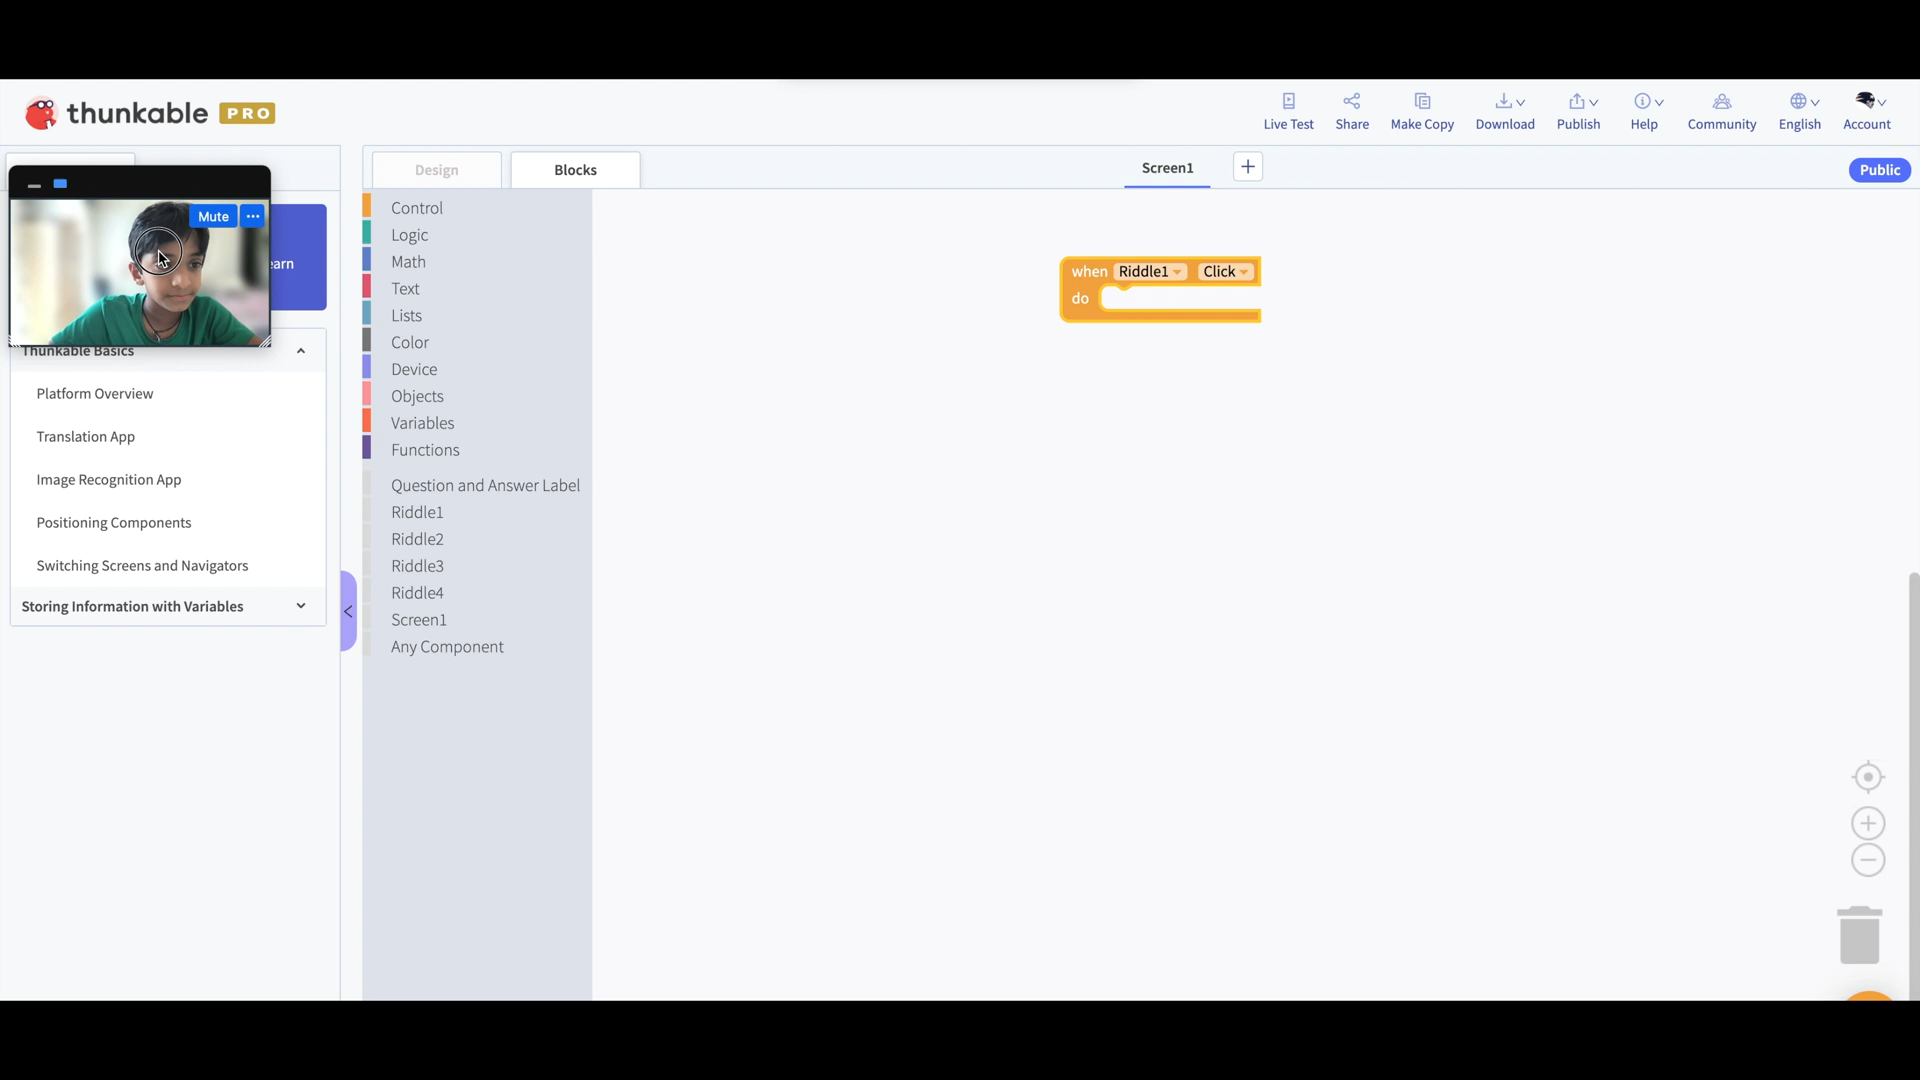 thunkable PRO
Live Test
Share
Make Copy
Download
Publish
Help
Community
English
Account
Design
Blocks
Screen1
Public
Mute
earn
Thunkable Basics
Platform Overview
Translation App
Image Recognition App
Positioning Components
Switching Screens and Navigators
Storing Information with Variables
Control
Logic
Math
Text
Lists
Color
Device
Objects
Variables
Functions
Question and Answer Label
Riddle1
Riddle2
Riddle3
Riddle4
Screen1
Any Component
when Riddle1 Click
do